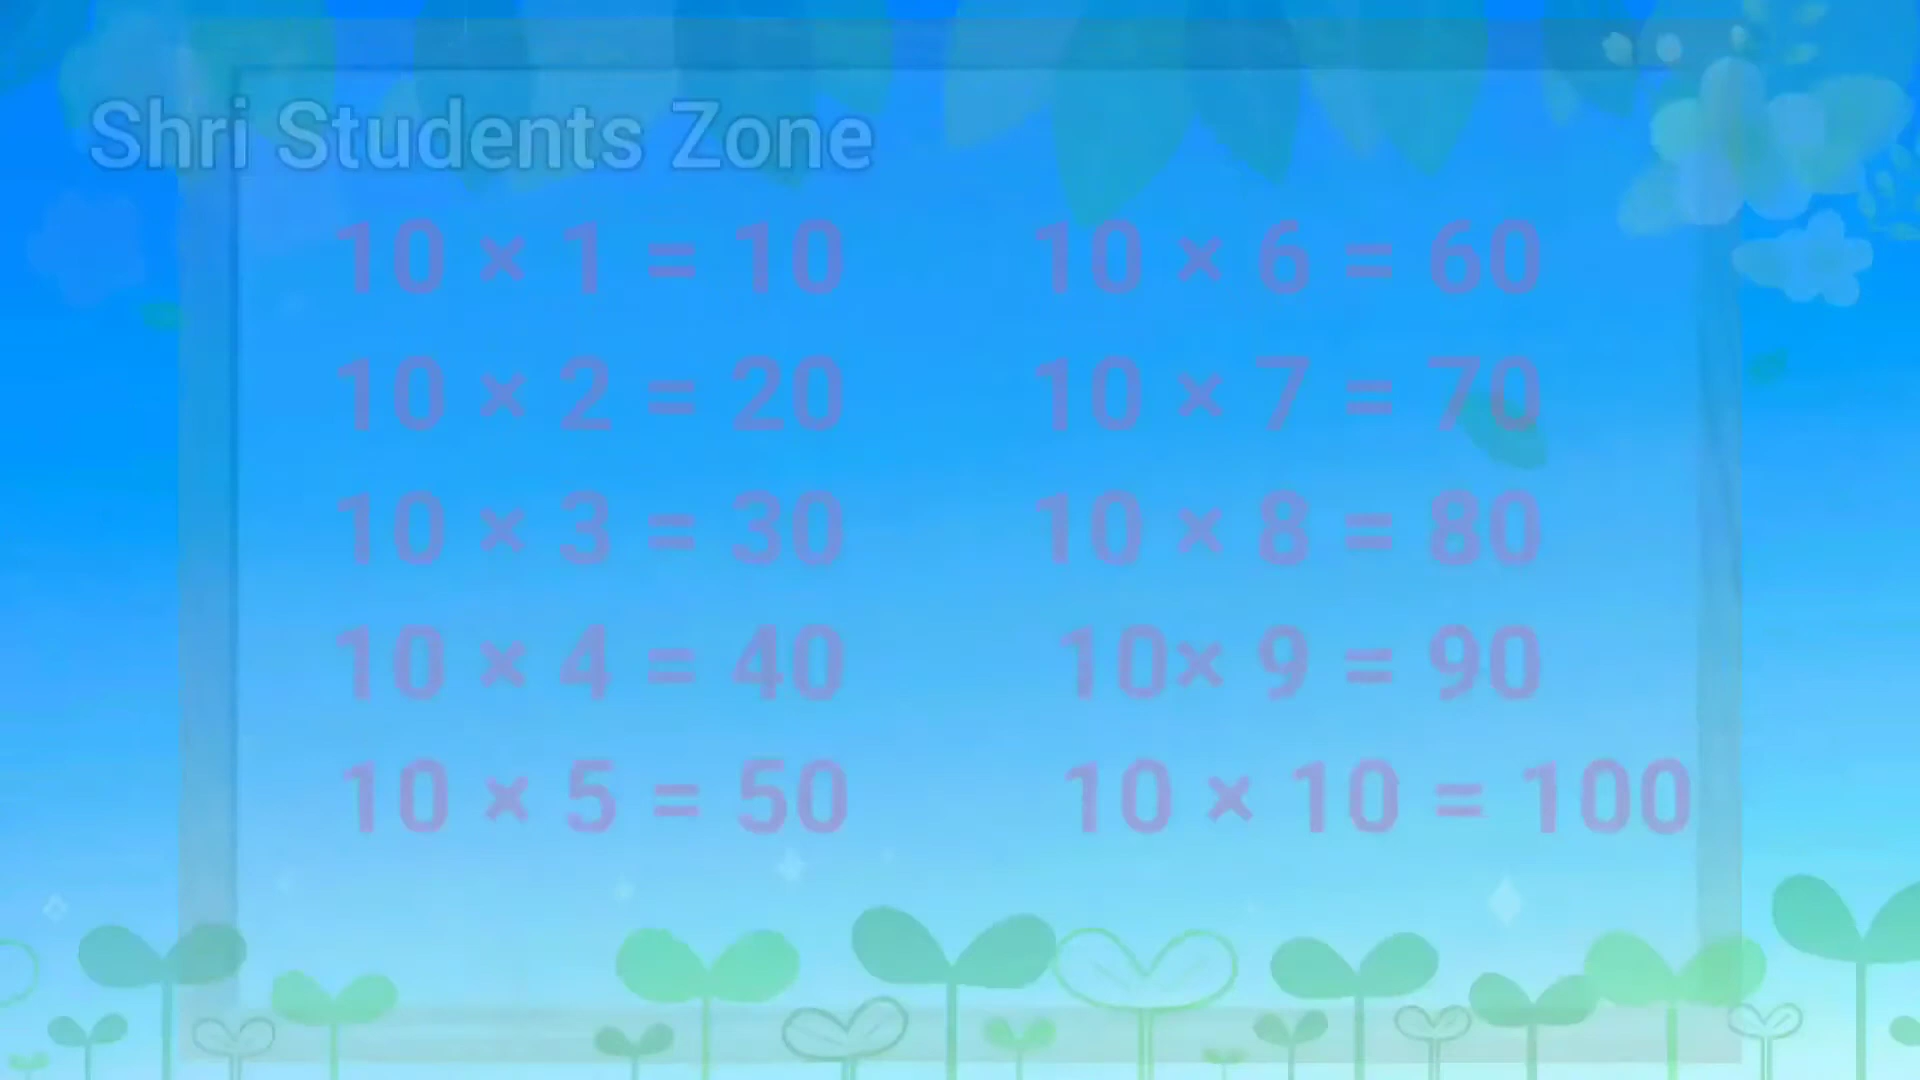 Shri Students Zone
10 × 1 = 10
10 × 2 = 20
10 × 3 = 30
10 × 4 = 40
10 × 5 = 50
10 × 6 = 60
10 × 7 = 70
10 × 8 = 80
10× 9 = 90
10 × 10 = 100